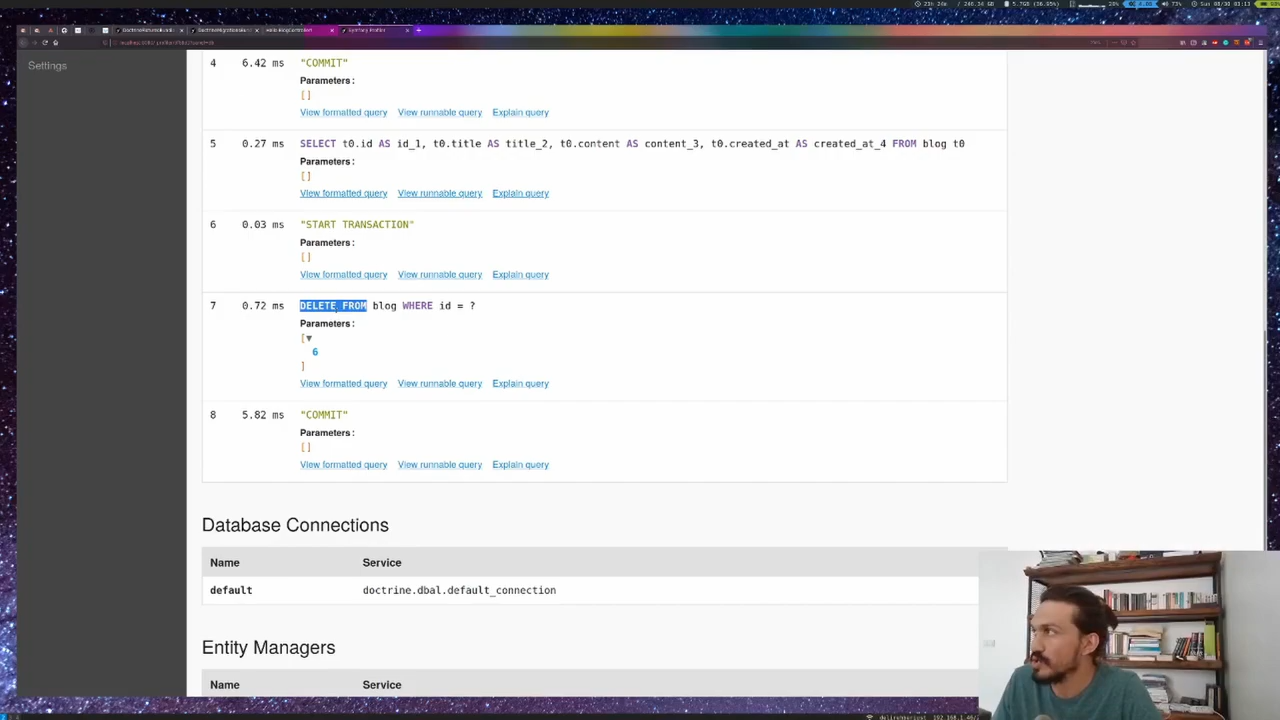 Symfony Profiler
Settings
4 6.42 ms "COMMIT"
Parameters:
[]
View formatted query View runnable query Explain query
5 0.27 ms SELECT t0.id AS id_1, t0.title AS title_2, t0.content AS content_3, t0.created_at AS created_at_4 FROM blog t0
Parameters:
[]
View formatted query View runnable query Explain query
6 0.03 ms "START TRANSACTION"
Parameters:
[]
View formatted query View runnable query Explain query
7 0.72 ms DELETE FROM blog WHERE id = ?
Parameters:
[▼
6
]
View formatted query View runnable query Explain query
8 5.82 ms "COMMIT"
Parameters:
[]
View formatted query View runnable query Explain query
Database Connections
Name Service
default doctrine.dbal.default_connection
Entity Managers
Name Service